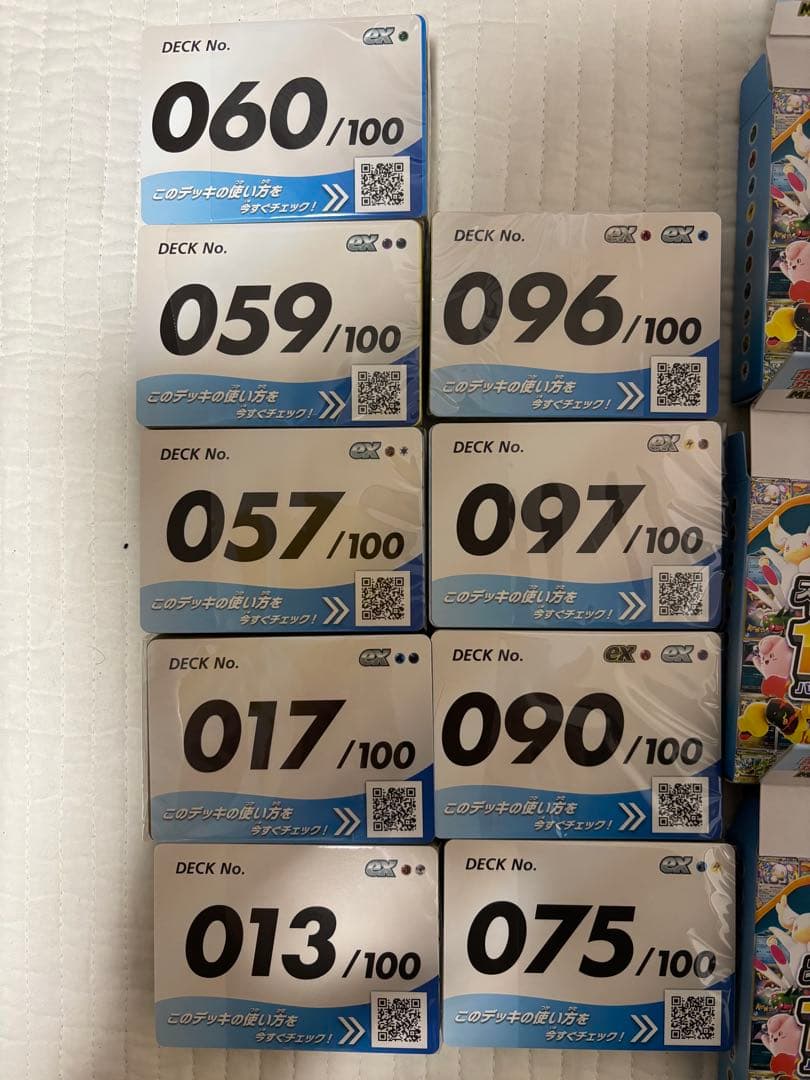 DECK No.
ex
060/100
このデッキの使い方を
今すぐチェック!
DECK No.
ex
059/100
このデッキの使い方を
今すぐチェック!
DECK No.
ex
057/100
このデッキの使い方を
今すぐチェック!
DECK No.
ex
017/100
このデッキの使い方を
今すぐチェック!
DECK No.
ex
013/100
このデッキの使い方を
今すぐチェック!
DECK No.
ex ex
096/100
このデッキの使い方を
今すぐチェック!
DECK No.
ex
097/100
このデッキの使い方を
今すぐチェック!
DECK No.
ex ex
090/100
このデッキの使い方を
今すぐチェック!
DECK No.
ex
075/100
このデッキの使い方を
今すぐチェック!